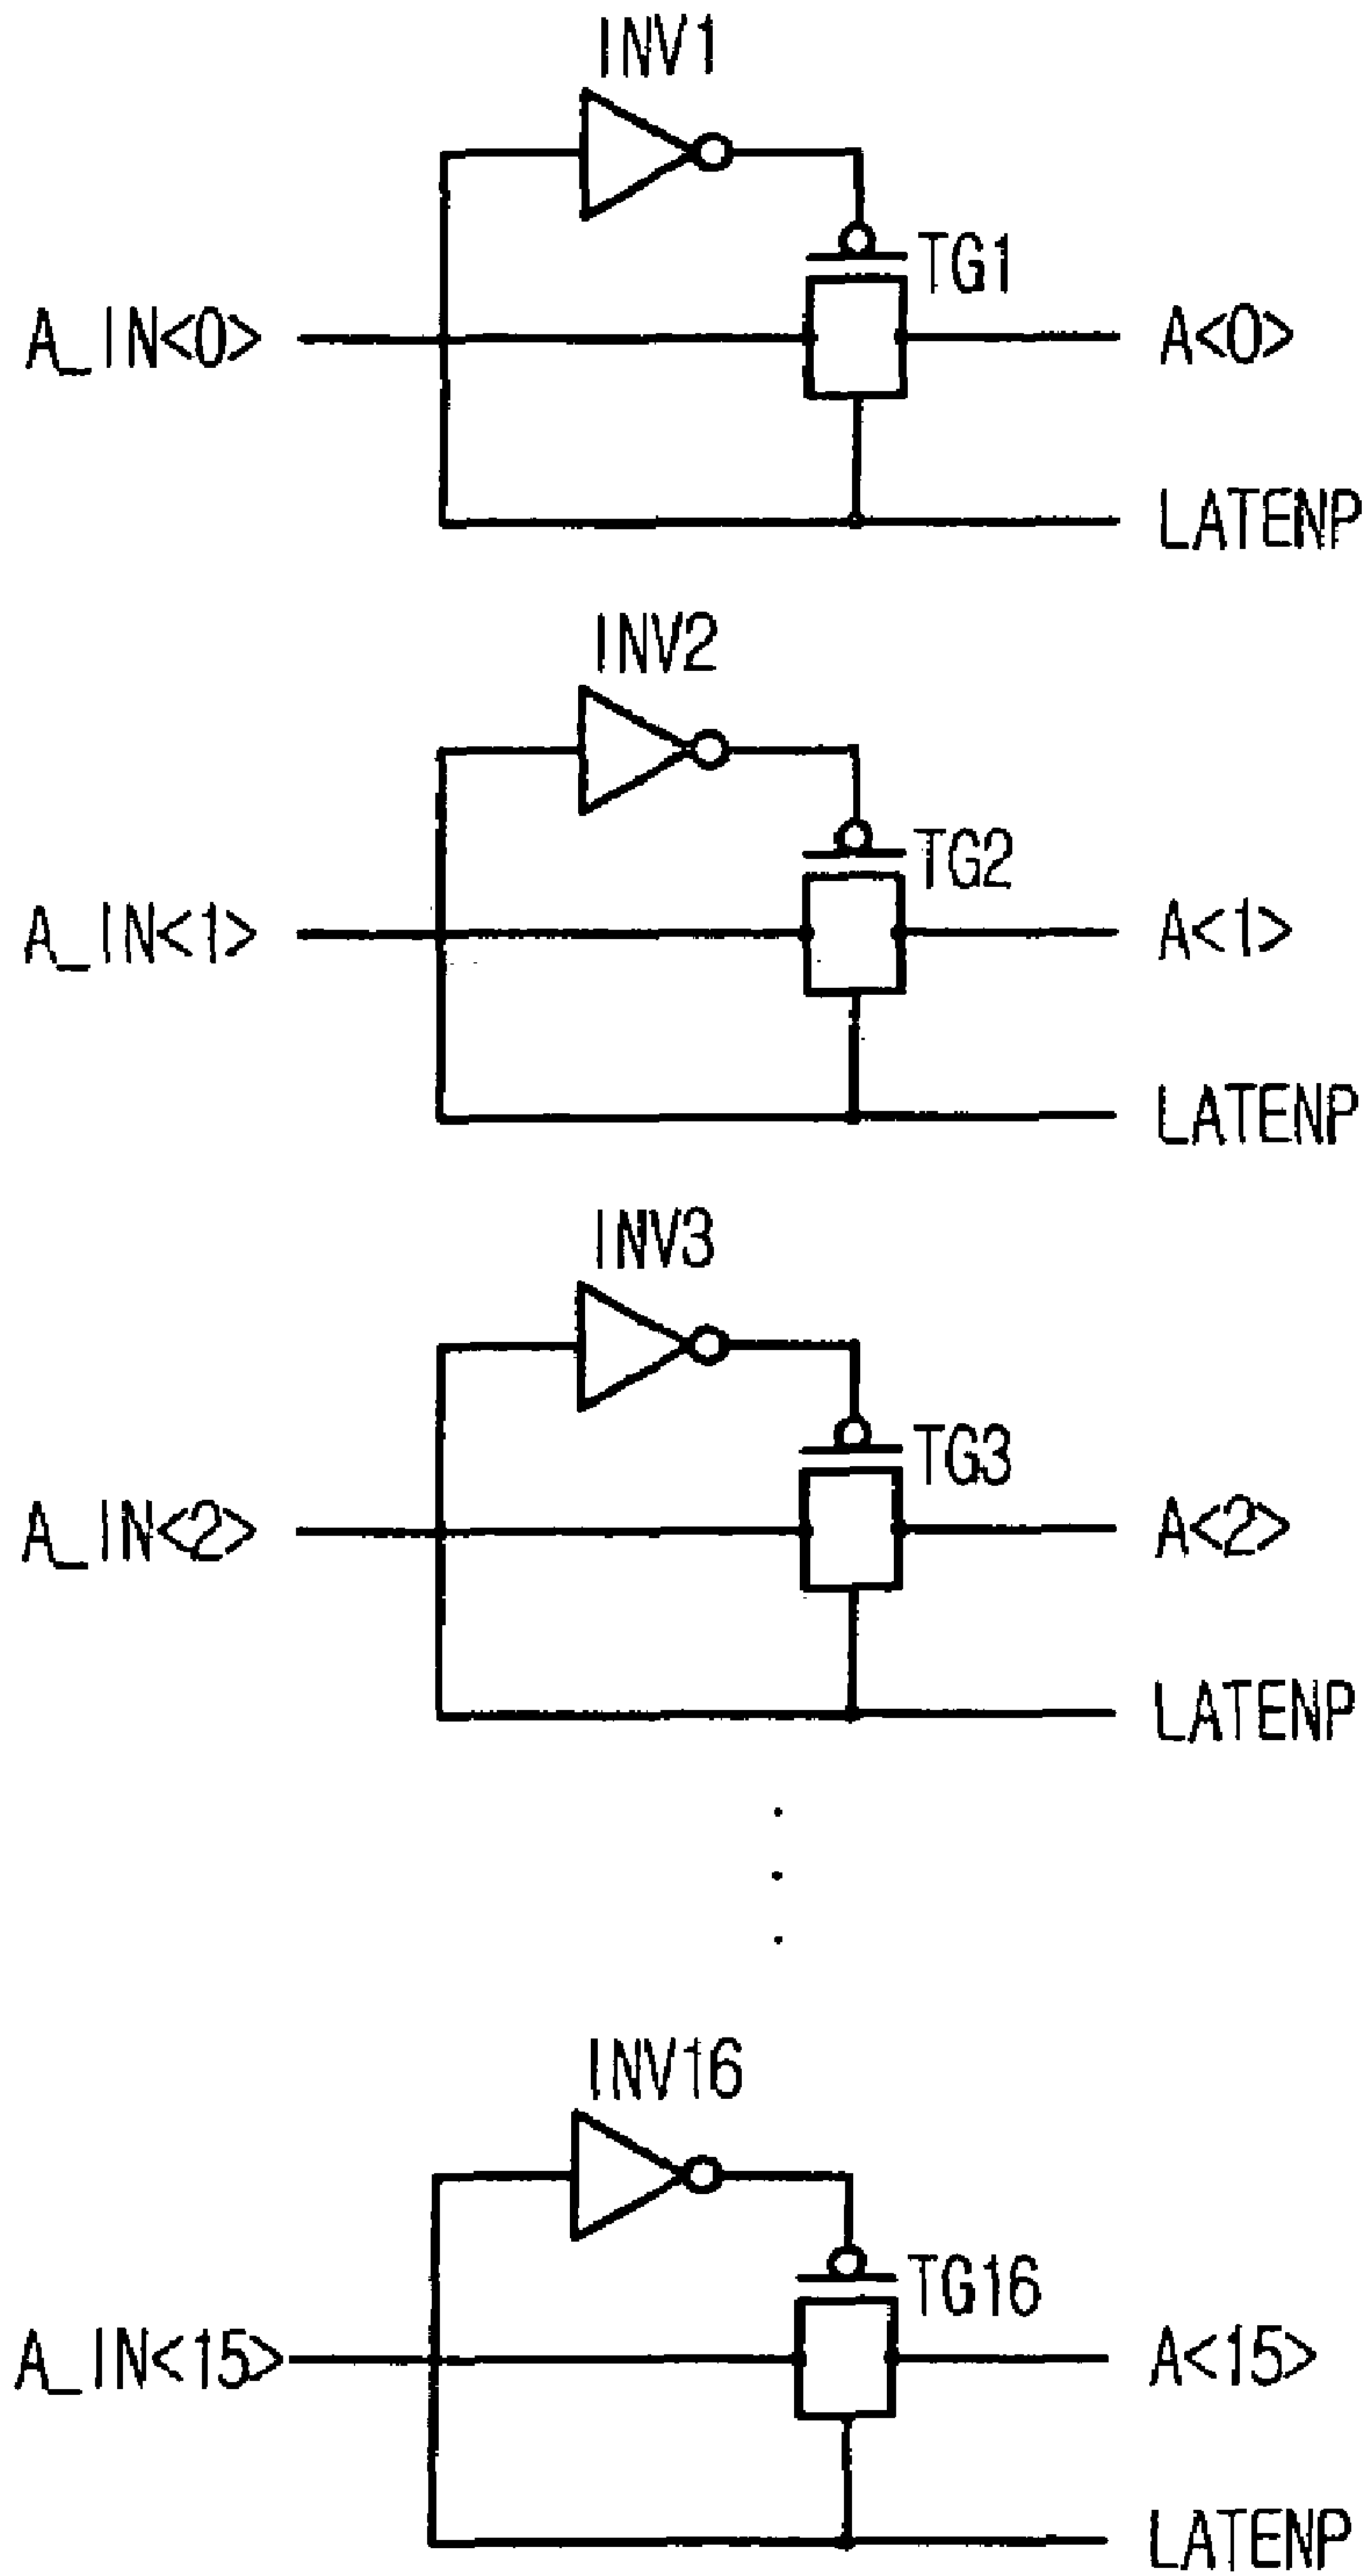 INV1
TG1
A_IN<0>
A<0>
LATENP
INV2
TG2
A_IN<1>
A<1>
LATENP
INV3
TG3
A_IN<2>
A<2>
LATENP
INV16
TG16
A_IN<15>
A<15>
LATENP